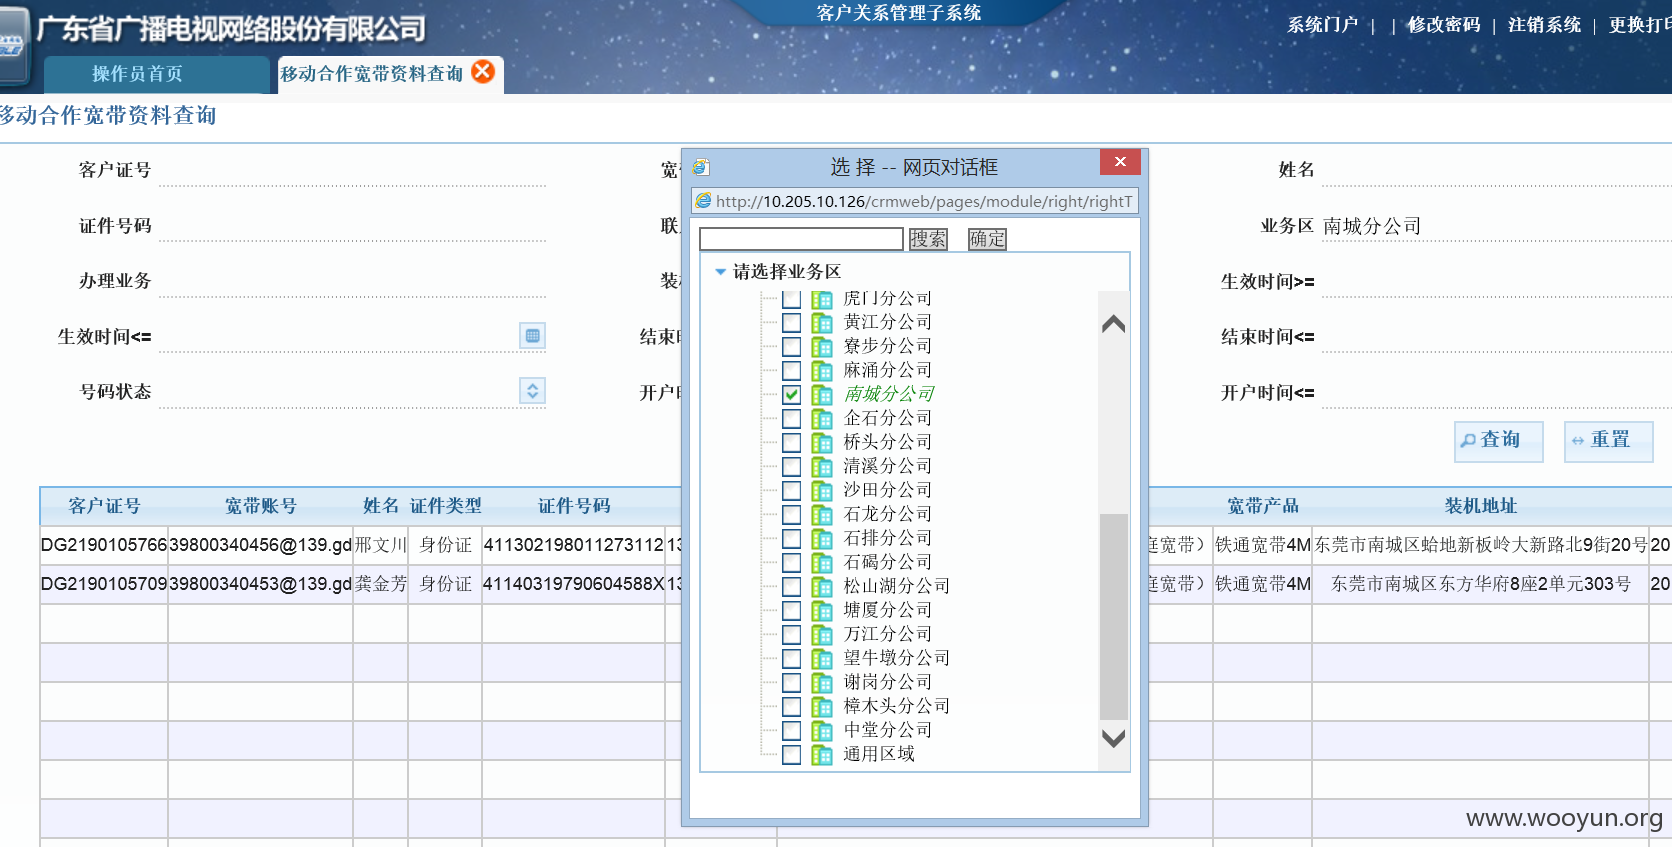 广东省广播电视网络股份有限公司
客户关系管理子系统
系统门户 | | 修改密码 | 注销系统 | 更换打印
操作员首页
移动合作宽带资料查询
移动合作宽带资料查询
客户证号
宽带
姓名
证件号码
联
业务区 南城分公司
办理业务
装
生效时间>=
生效时间<=
结束时
结束时间<=
号码状态
开户时
开户时间<=
查询
重置
选 择 -- 网页对话框
http://10.205.10.126/crmweb/pages/module/right/rightT
搜索 确定
请选择业务区
虎门分公司
黄江分公司
寮步分公司
麻涌分公司
南城分公司
企石分公司
桥头分公司
清溪分公司
沙田分公司
石龙分公司
石排分公司
石碣分公司
松山湖分公司
塘厦分公司
万江分公司
望牛墩分公司
谢岗分公司
樟木头分公司
中堂分公司
通用区域
客户证号 宽带账号 姓名 证件类型 证件号码 宽带产品 装机地址
DG2190105766 39800340456@139.gd 邢文川 身份证 411302198011273112 13 庭宽带） 铁通宽带4M 东莞市南城区蛤地新板岭大新路北9街20号 20
DG2190105709 39800340453@139.gd 龚金芳 身份证 41140319790604588X 13 庭宽带） 铁通宽带4M 东莞市南城区东方华府8座2单元303号 20
www.wooyun.org